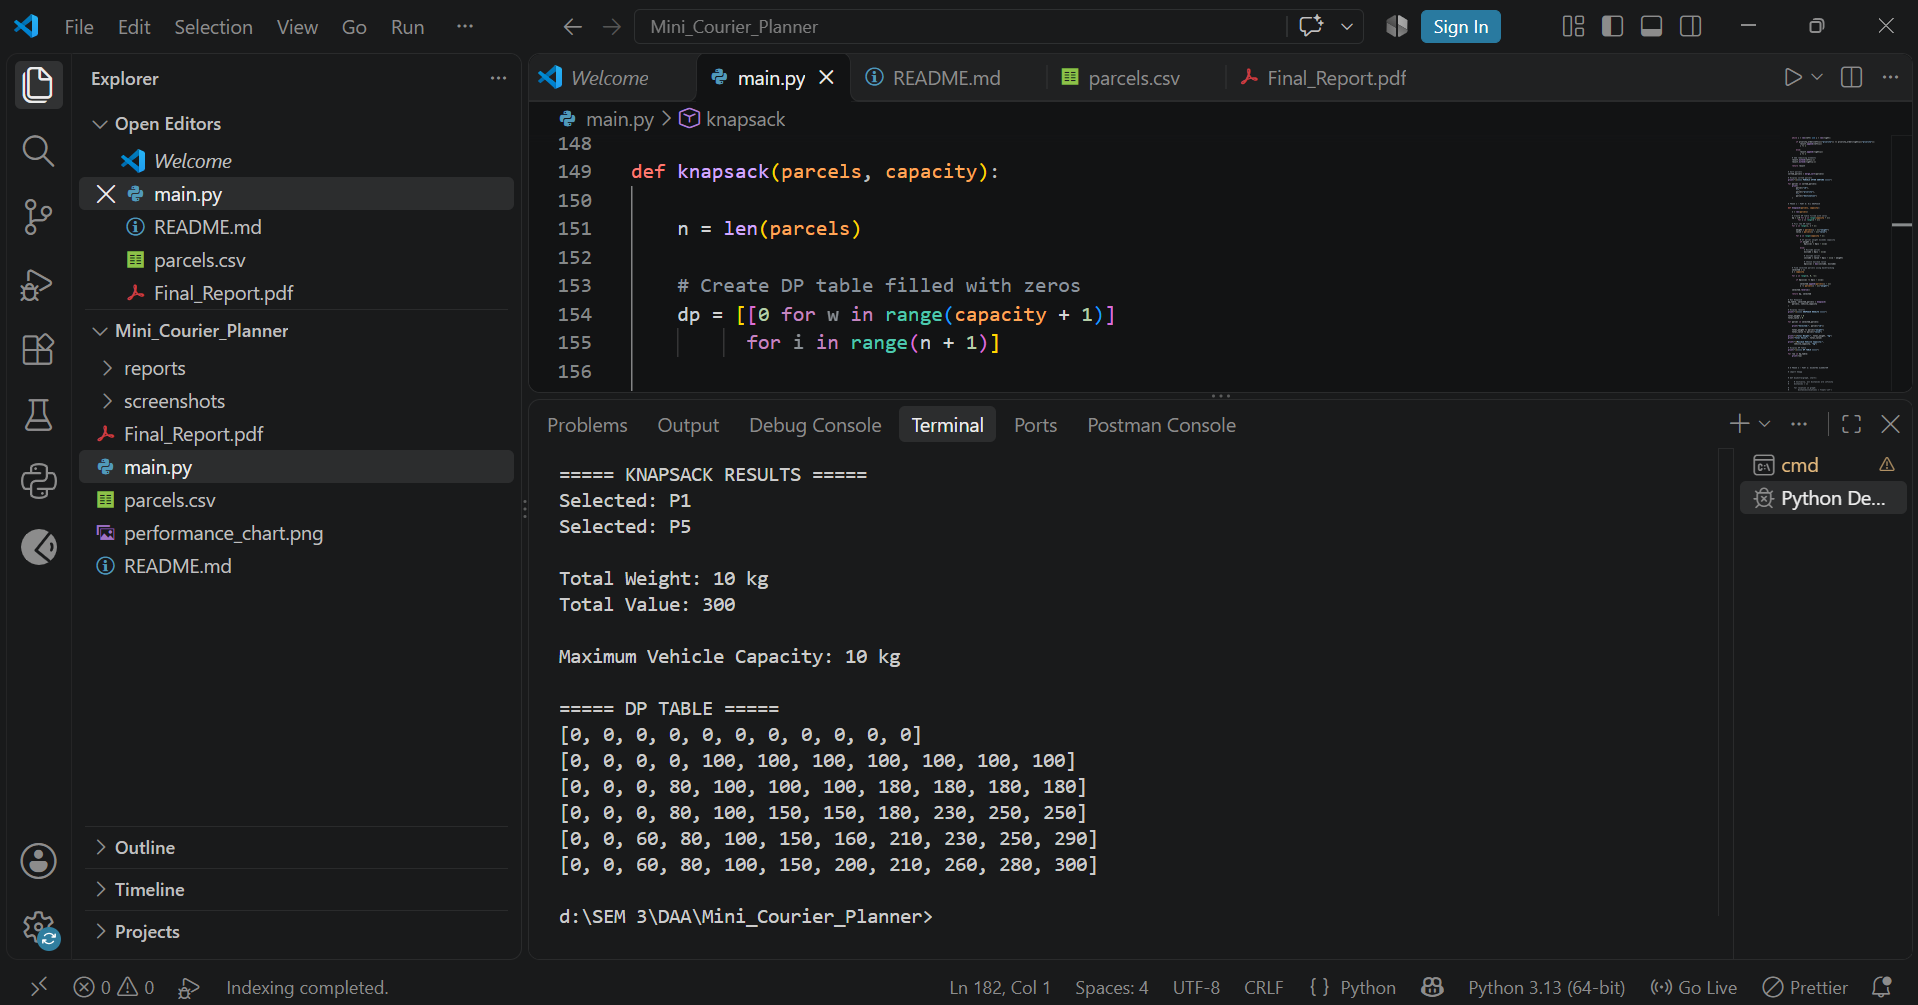 File Edit Selection View Go Run ···
Mini_Courier_Planner
Sign In
Explorer
Open Editors
Welcome
main.py
README.md
parcels.csv
Final_Report.pdf
Mini_Courier_Planner
reports
screenshots
Final_Report.pdf
main.py
parcels.csv
performance_chart.png
README.md
Outline
Timeline
Projects
Welcome main.py README.md parcels.csv Final_Report.pdf
main.py > knapsack
148
149 def knapsack(parcels, capacity):
150
151 n = len(parcels)
152
153 # Create DP table filled with zeros
154 dp = [[0 for w in range(capacity + 1)]
155 for i in range(n + 1)]
156
Problems Output Debug Console Terminal Ports Postman Console
cmd
Python De...
===== KNAPSACK RESULTS =====
Selected: P1
Selected: P5
Total Weight: 10 kg
Total Value: 300
Maximum Vehicle Capacity: 10 kg
===== DP TABLE =====
[0, 0, 0, 0, 0, 0, 0, 0, 0, 0, 0]
[0, 0, 0, 0, 100, 100, 100, 100, 100, 100, 100]
[0, 0, 0, 80, 100, 100, 100, 180, 180, 180, 180]
[0, 0, 0, 80, 100, 150, 150, 180, 230, 250, 250]
[0, 0, 60, 80, 100, 150, 160, 210, 230, 250, 290]
[0, 0, 60, 80, 100, 150, 200, 210, 260, 280, 300]
d:\SEM 3\DAA\Mini_Courier_Planner>
0 0 Indexing completed. Ln 182, Col 1 Spaces: 4 UTF-8 CRLF { } Python Python 3.13 (64-bit) Go Live Prettier